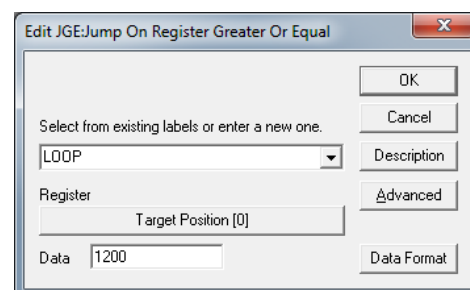 Edit JGE:Jump On Register Greater Or Equal
OK
Select from existing labels or enter a new one.
Cancel
LOOP
Description
Register
Advanced
Target Position [0]
Data
1200
Data Format